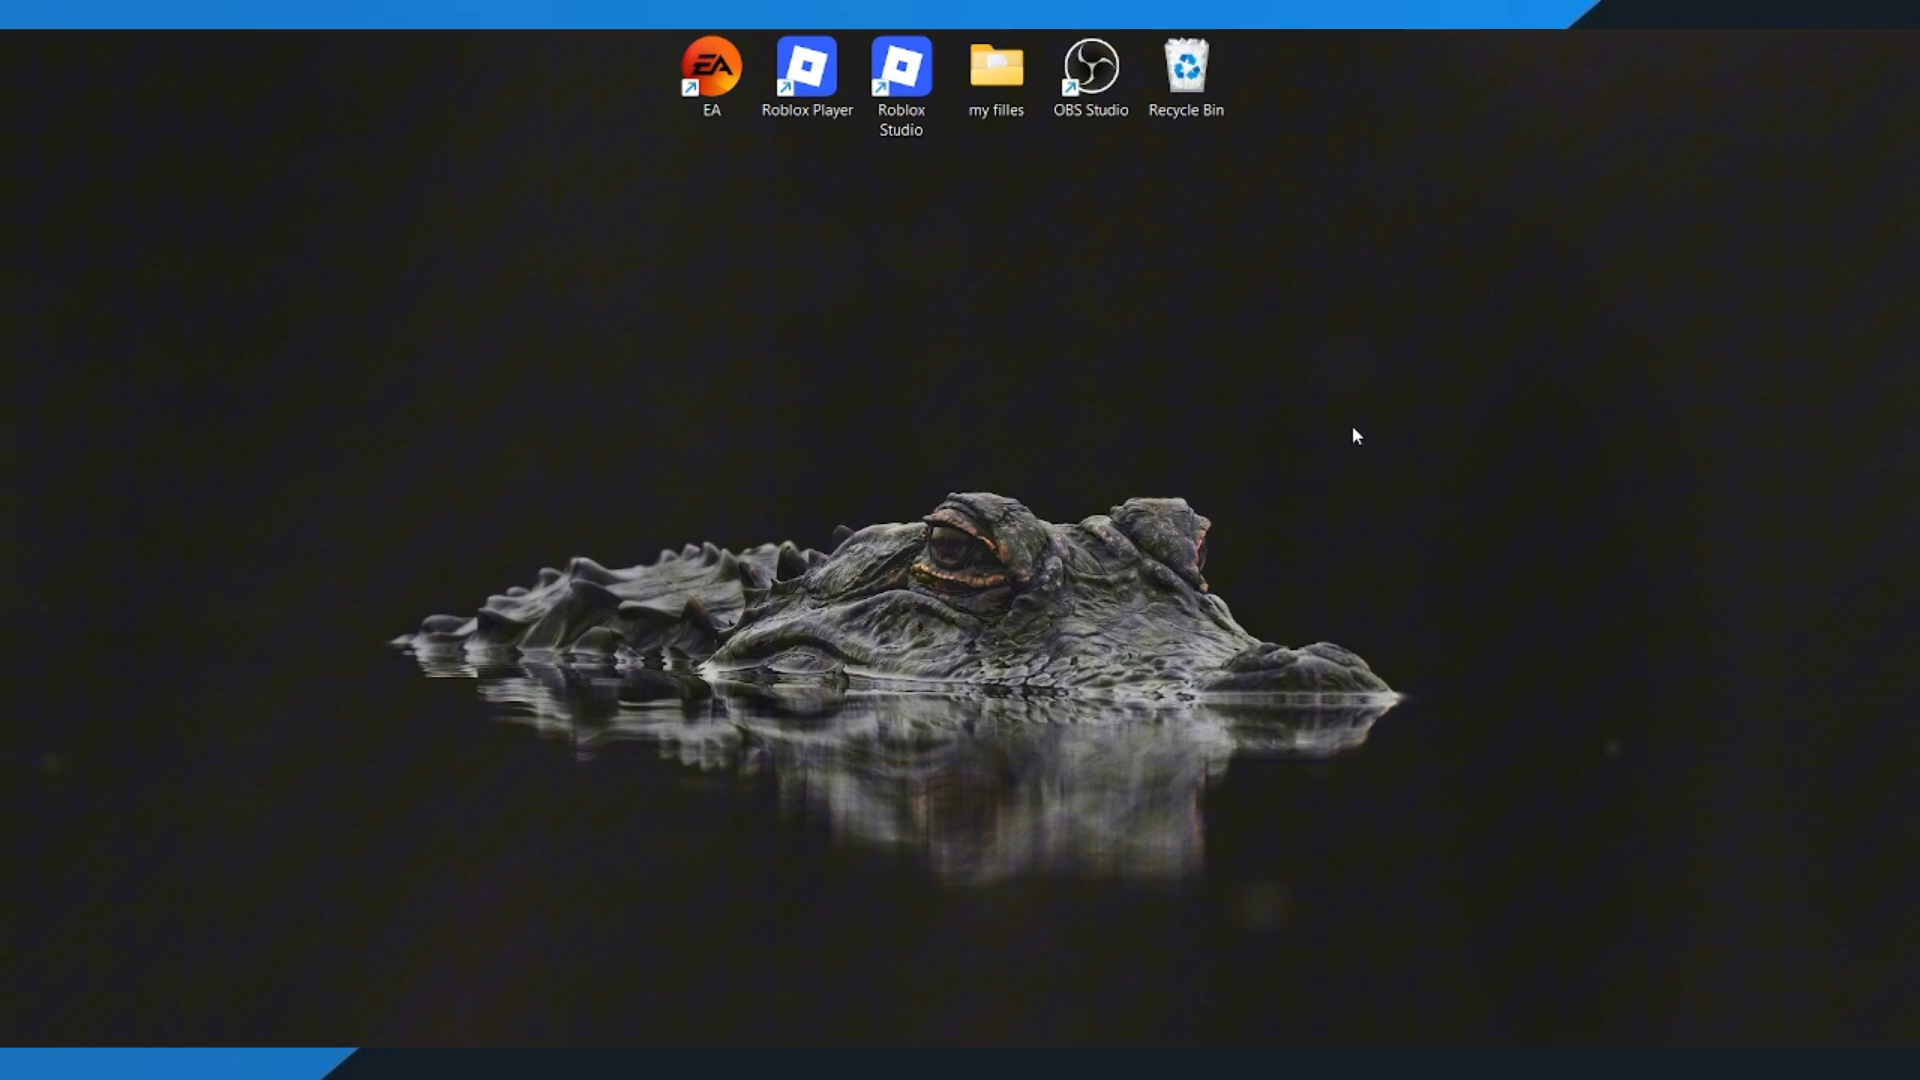 EA
EA
Roblox Player
Roblox
Studio
my filles
OBS Studio
Recycle Bin